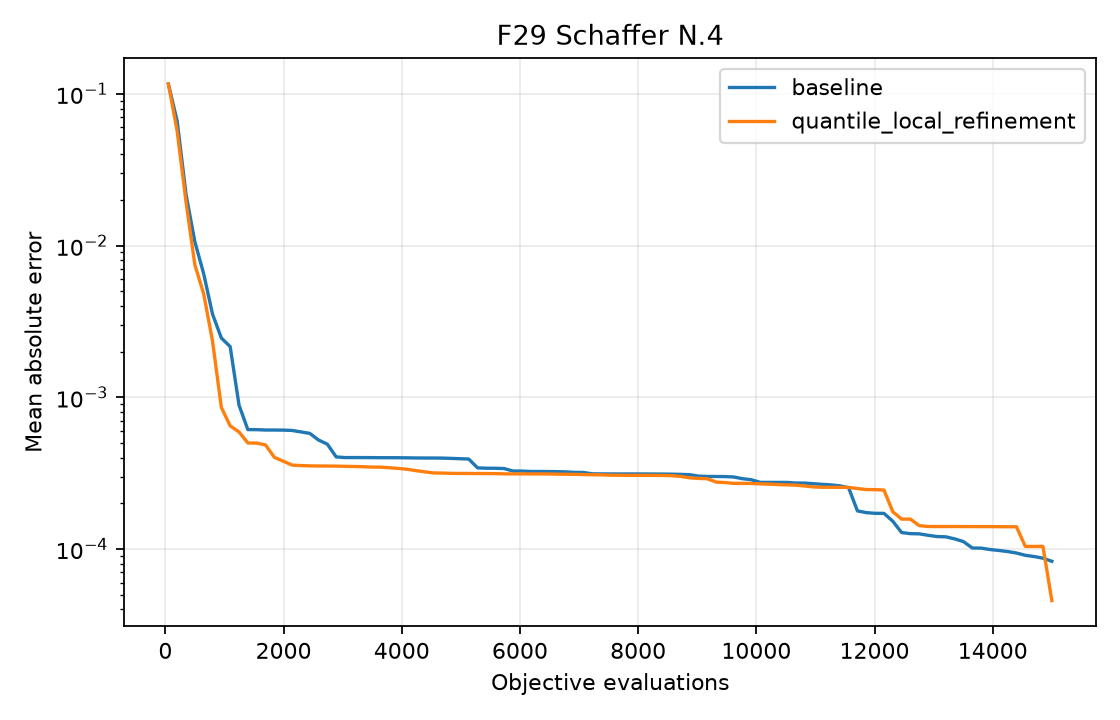 F29 Schaffer N.4
baseline
quantile_local_refinement
Mean absolute error
10⁻¹
10⁻²
10⁻³
10⁻⁴
0 2000 4000 6000 8000 10000 12000 14000
Objective evaluations